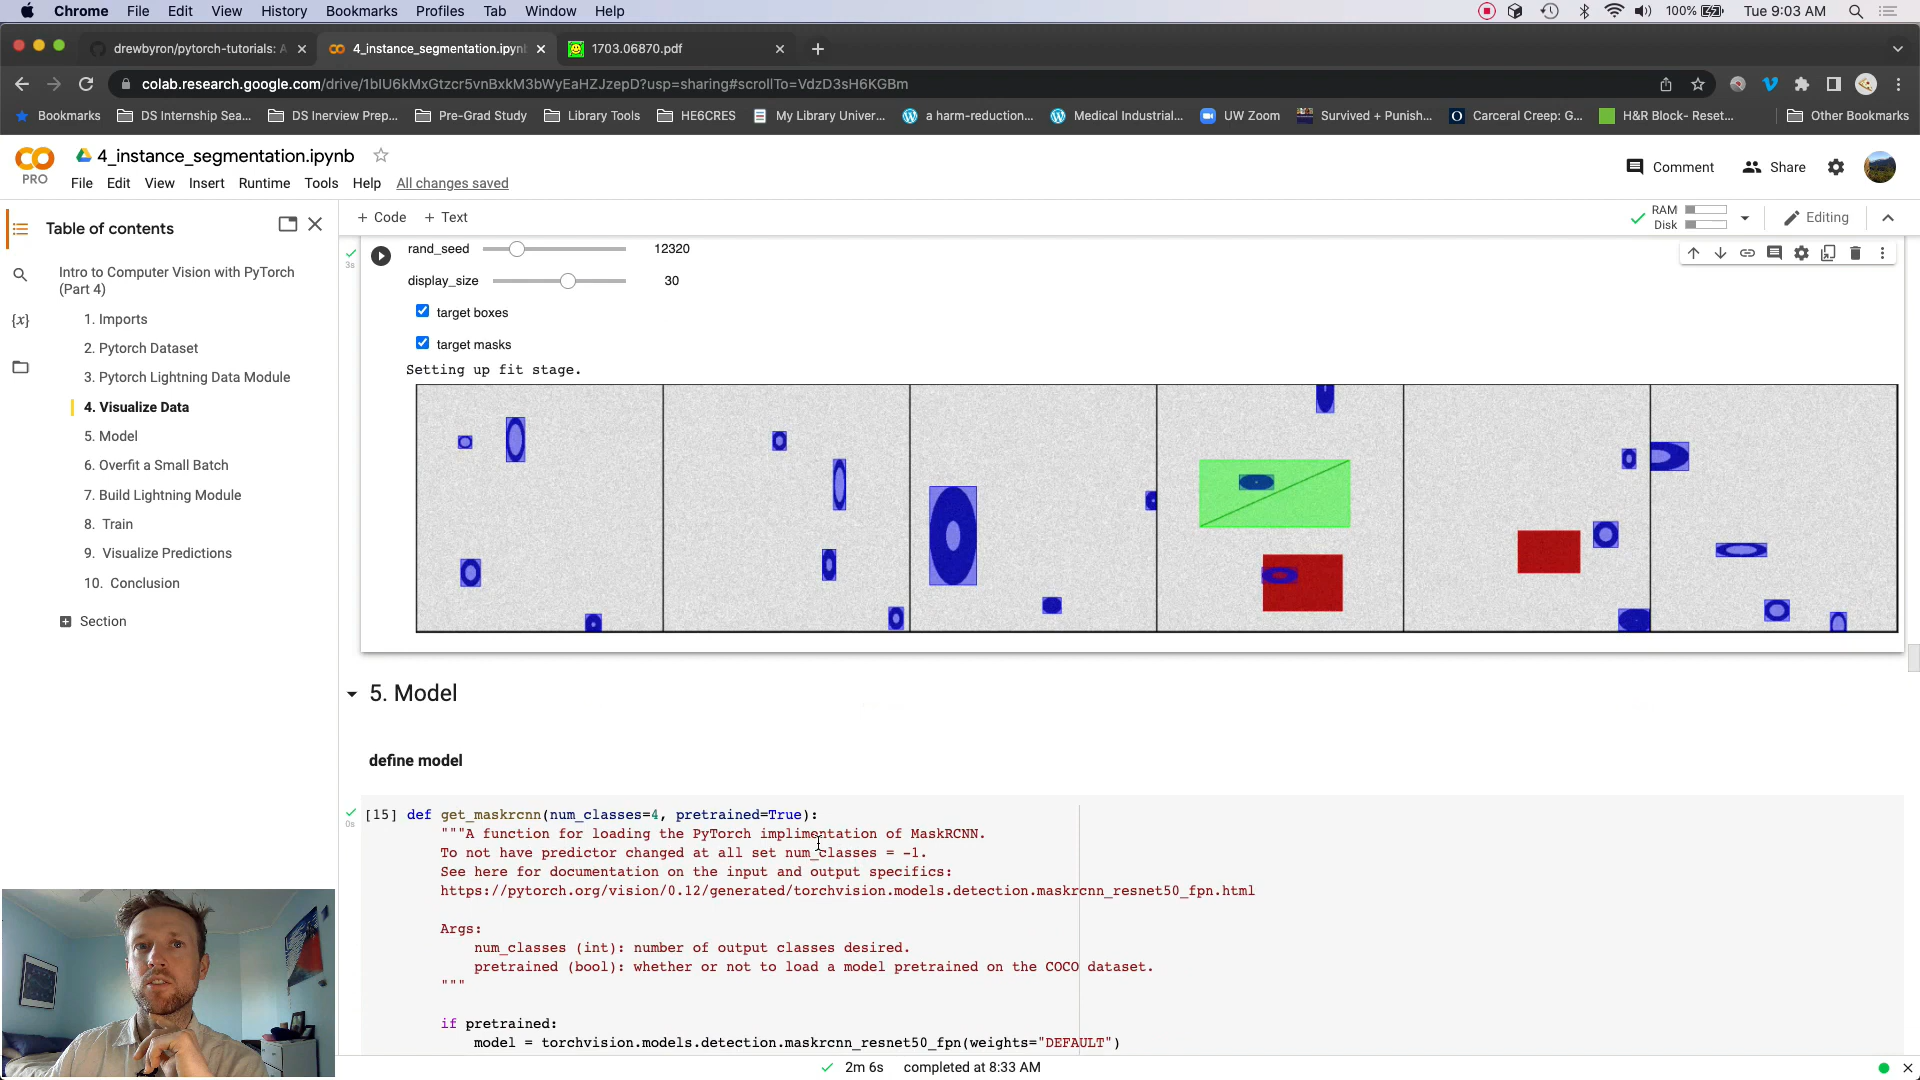 Chrome File Edit View History Bookmarks Profiles Tab Window Help 100% Tue 9:03 AM
drewbyron/pytorch-tutorials: A 4_instance_segmentation.ipynb 1703.06870.pdf
colab.research.google.com/drive/1bIU6kMxGtzcr5vnBxkM3bWyEaHZJzepD?usp=sharing#scrollTo=VdzD3sH6KGBm
Bookmarks DS Internship Sea... DS Inerview Prep... Pre-Grad Study Library Tools HE6CRES My Library Univer... a harm-reduction... Medical Industrial... UW Zoom Survived + Punish... Carceral Creep: G... H&R Block- Reset... Other Bookmarks
4_instance_segmentation.ipynb
PRO
File Edit View Insert Runtime Tools Help All changes saved
Comment Share
Table of contents
+ Code + Text
RAM
Disk
Editing
Intro to Computer Vision with PyTorch
(Part 4)
1. Imports
2. Pytorch Dataset
3. Pytorch Lightning Data Module
4. Visualize Data
5. Model
6. Overfit a Small Batch
7. Build Lightning Module
8. Train
9. Visualize Predictions
10. Conclusion
Section
{x}
3s
rand_seed 12320
display_size 30
target boxes
target masks
Setting up fit stage.
5. Model
define model
0s
[15] def get_maskrcnn(num_classes=4, pretrained=True):
"""A function for loading the PyTorch implimentation of MaskRCNN.
To not have predictor changed at all set num_classes = -1.
See here for documentation on the input and output specifics:
https://pytorch.org/vision/0.12/generated/torchvision.models.detection.maskrcnn_resnet50_fpn.html
Args:
num_classes (int): number of output classes desired.
pretrained (bool): whether or not to load a model pretrained on the COCO dataset.
"""
if pretrained:
model = torchvision.models.detection.maskrcnn_resnet50_fpn(weights="DEFAULT")
2m 6s completed at 8:33 AM